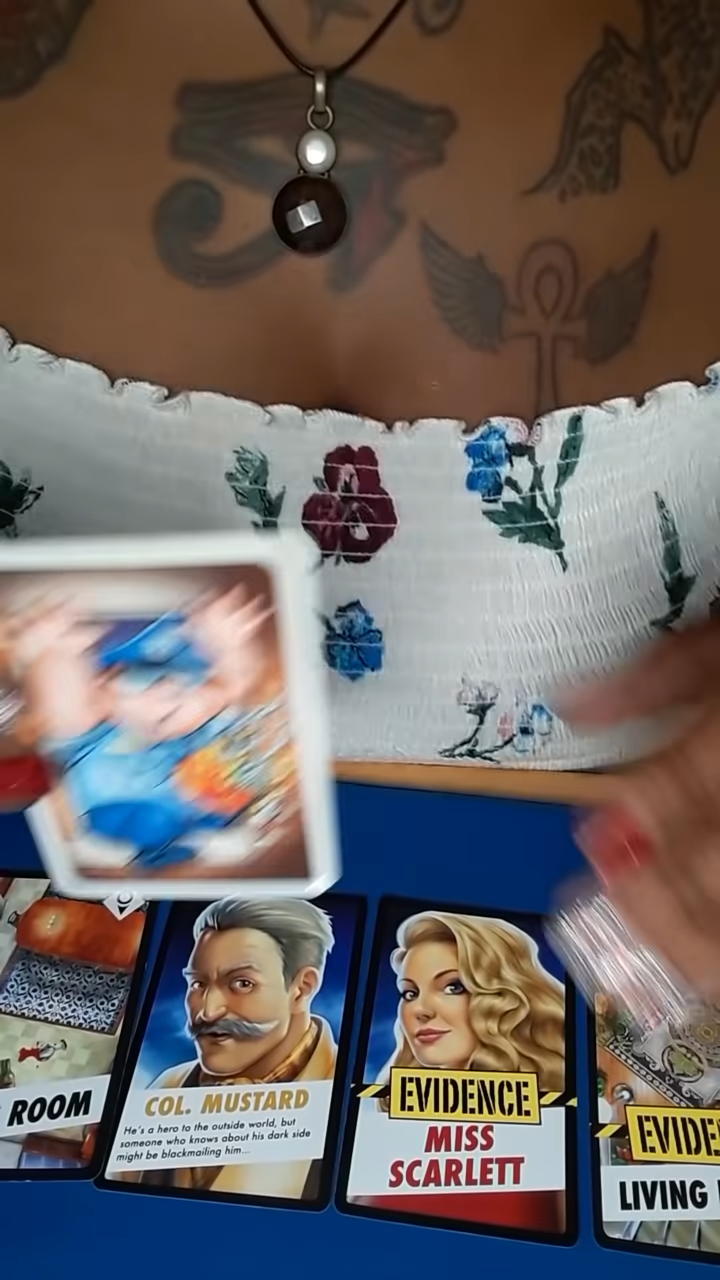 ROOM
COL. MUSTARD
He's a hero to the outside world, but
someone who knows about his dark side
might be blackmailing him...
EVIDENCE
MISS
SCARLETT
EVIDE
LIVING